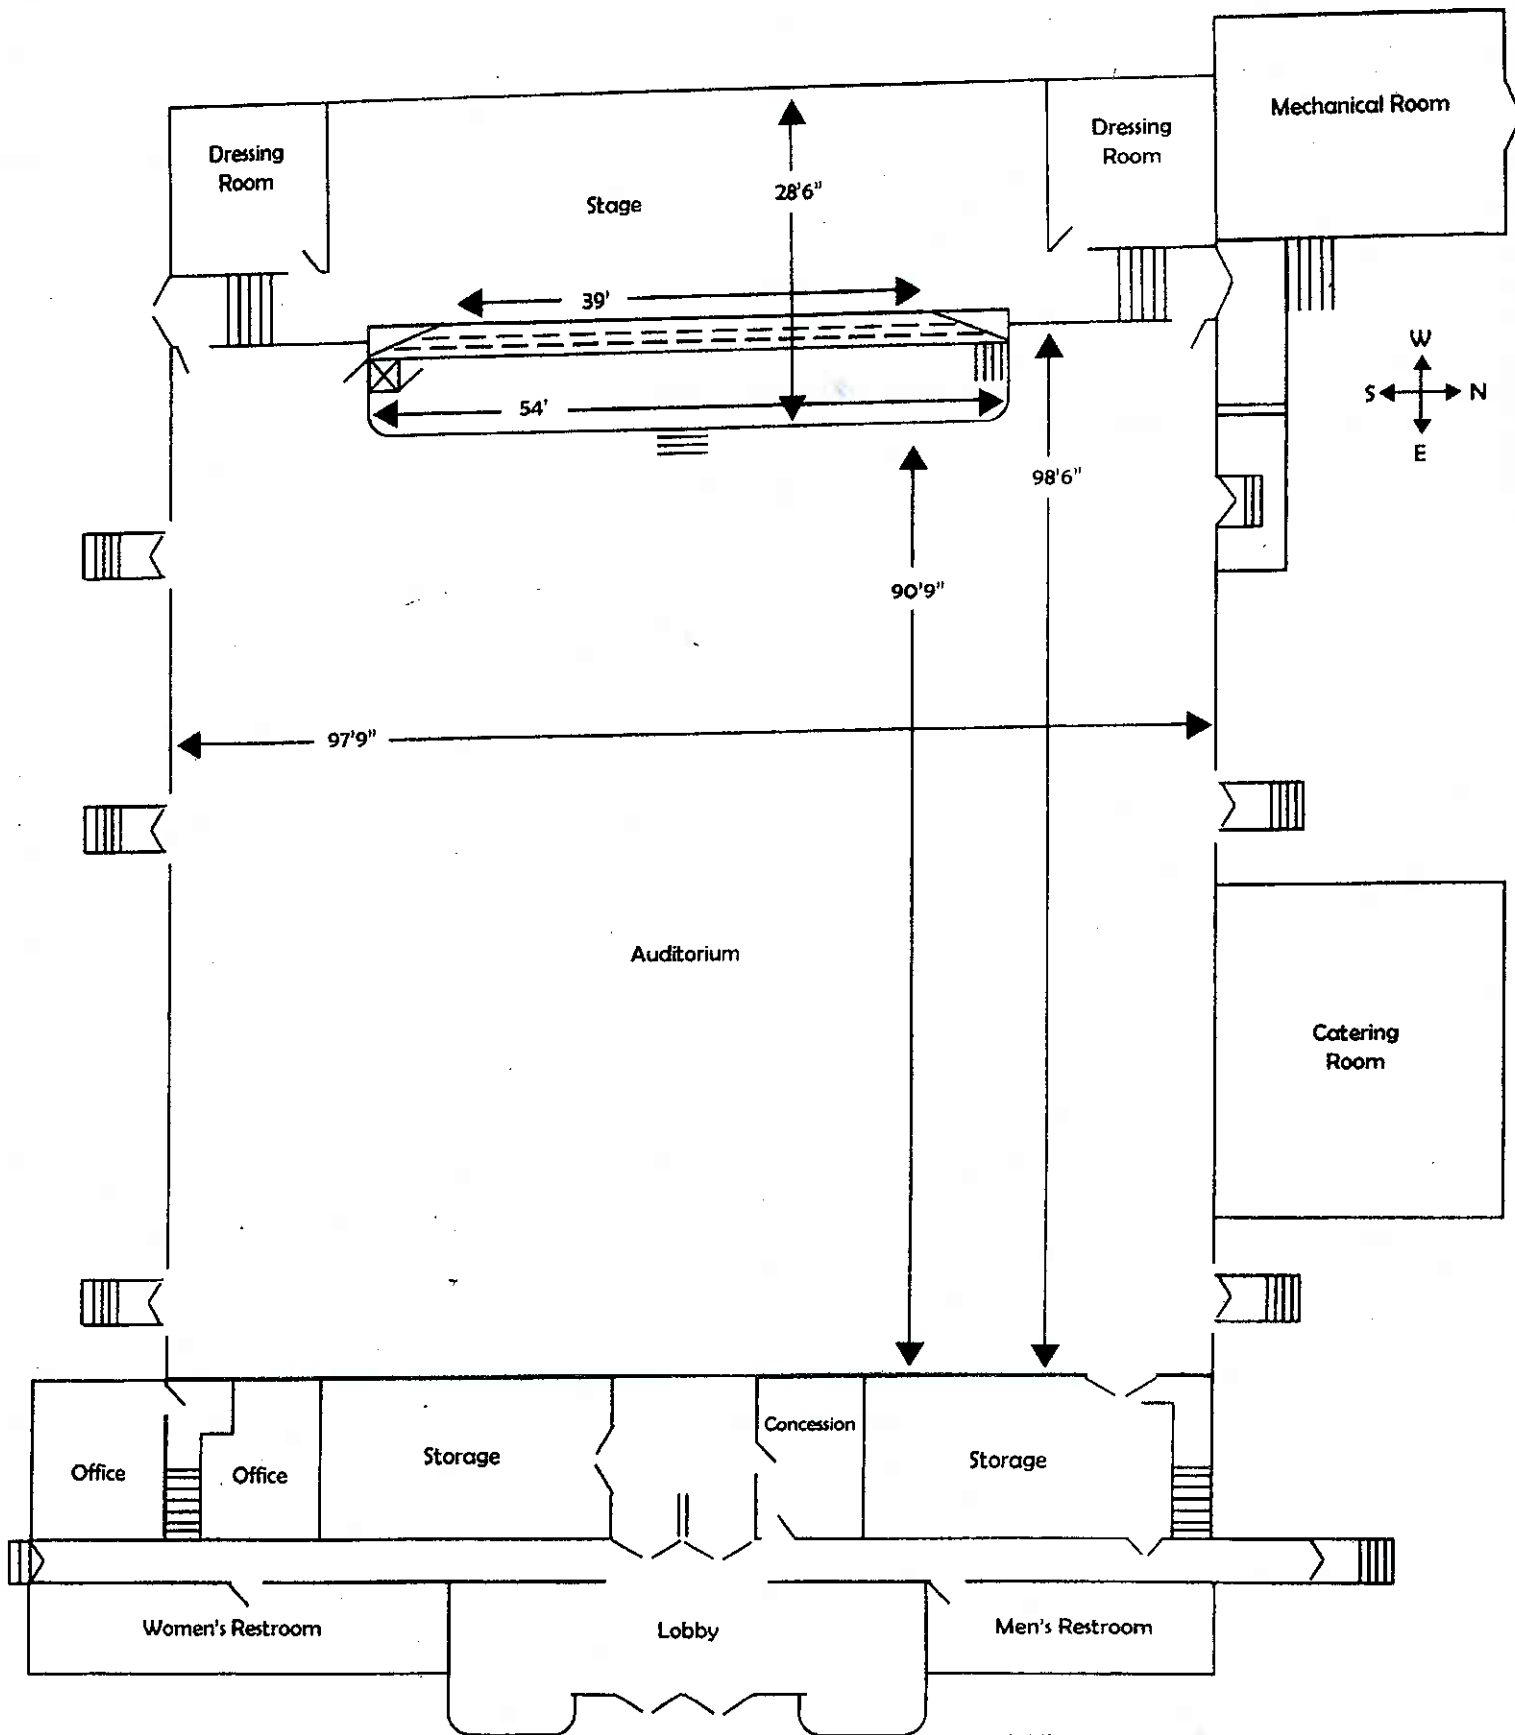 Mechanical Room
Dressing
Room
Dressing
Room
28'6"
Stage
39'
W
S
N
E
54'
98'6"
90'9"
97'9"
Auditorium
Catering
Room
Concession
Office
Office
Storage
Storage
Women's Restroom
Lobby
Men's Restroom